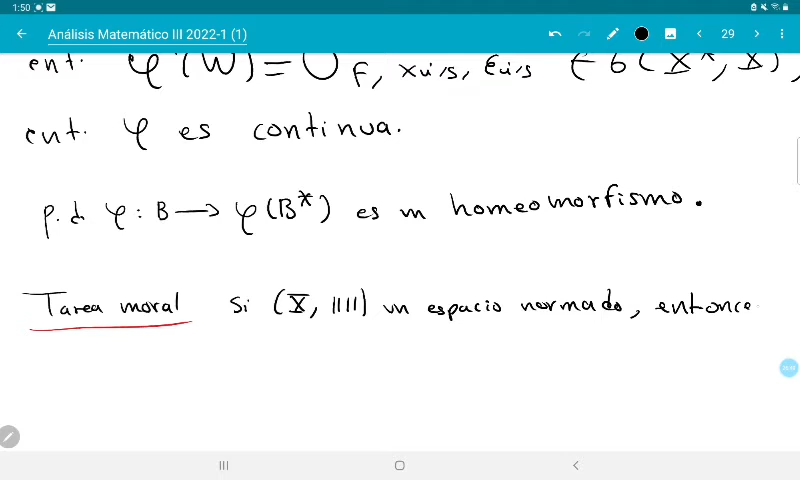 1:50
Análisis Matemático III 2022-1 (1)
29
ent. φ (W) = U F, xi's, εi's ∈ σ(X*, X),
ent. φ es continua.
p.d. φ : B → φ(B*) es un homeomorfismo.
Tarea moral Si (X, ||||) un espacio normado, entonce